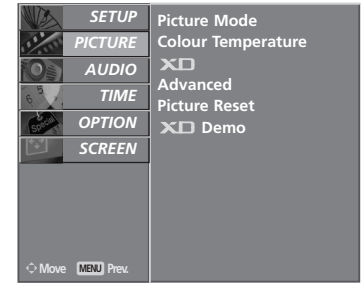 SETUP
PICTURE
AUDIO
TIME
OPTION
SCREEN
Move MENU Prev.
Picture Mode
Colour Temperature
XD
Advanced
Picture Reset
XD Demo